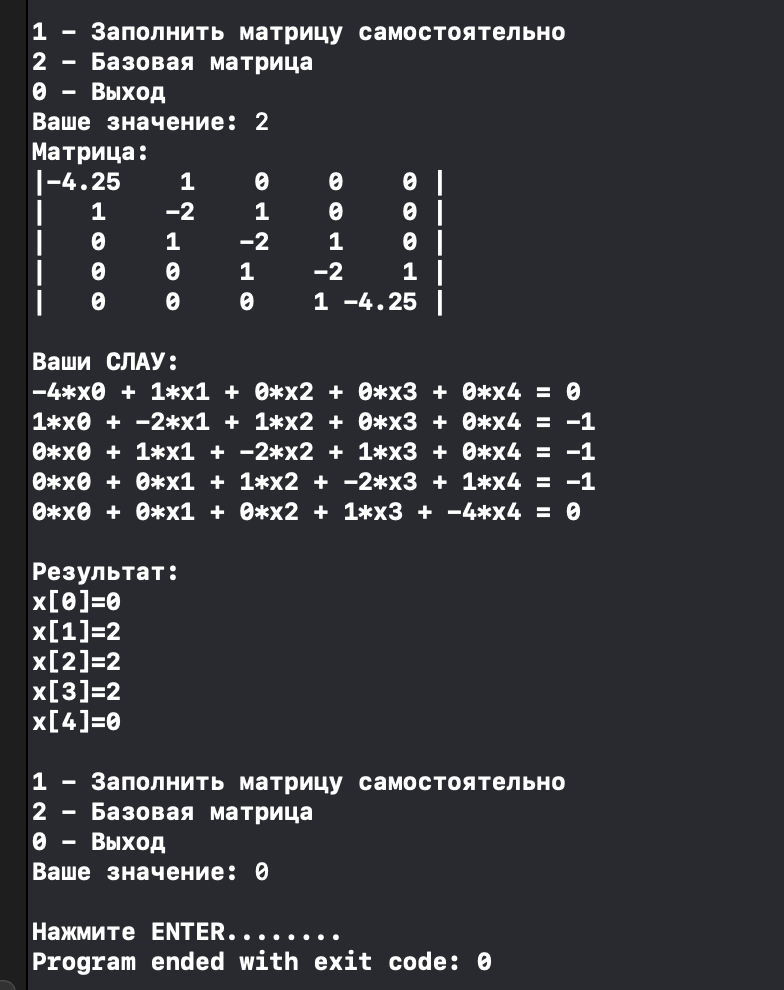 1 – Заполнить матрицу самостоятельно
2 – Базовая матрица
0 – Выход
Ваше значение: 2
Матрица:
|-4.25    1    0    0    0 |
|   1    -2    1    0    0 |
|   0    1    -2    1    0 |
|   0    0    1    -2    1 |
|   0    0    0    1 -4.25 |
Ваши СЛАУ:
-4*x0 + 1*x1 + 0*x2 + 0*x3 + 0*x4 = 0
1*x0 + -2*x1 + 1*x2 + 0*x3 + 0*x4 = -1
0*x0 + 1*x1 + -2*x2 + 1*x3 + 0*x4 = -1
0*x0 + 0*x1 + 1*x2 + -2*x3 + 1*x4 = -1
0*x0 + 0*x1 + 0*x2 + 1*x3 + -4*x4 = 0
Результат:
x[0]=0
x[1]=2
x[2]=2
x[3]=2
x[4]=0
1 – Заполнить матрицу самостоятельно
2 – Базовая матрица
0 – Выход
Ваше значение: 0
Нажмите ENTER........
Program ended with exit code: 0